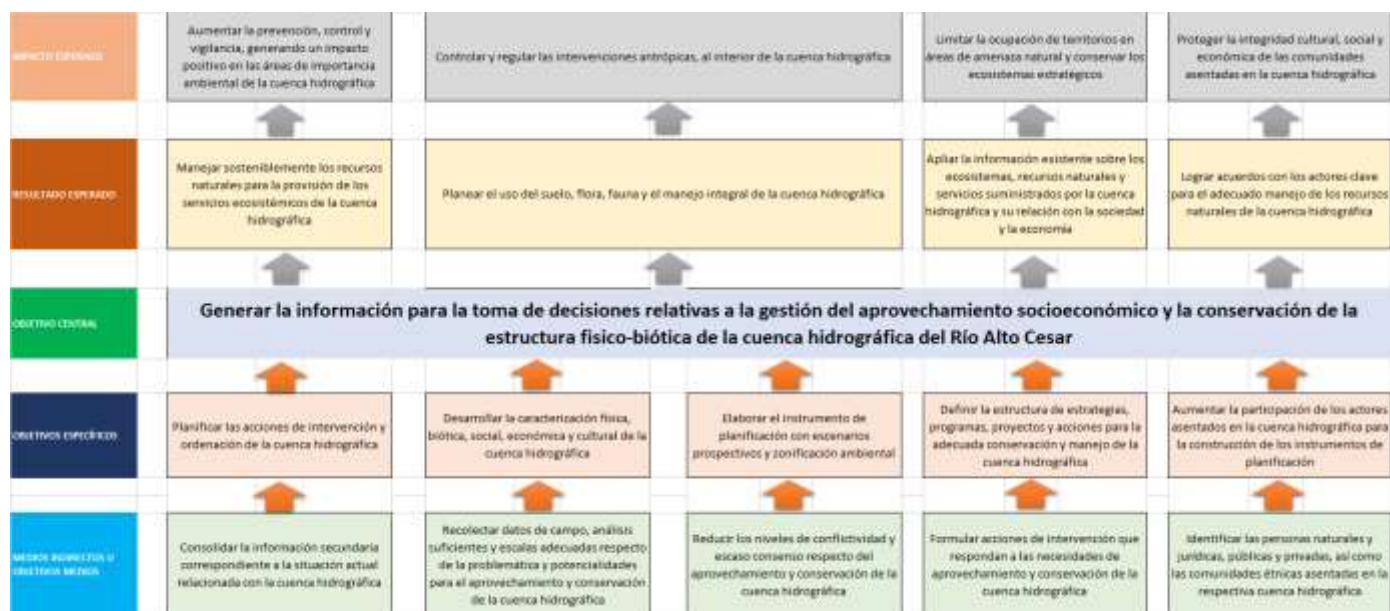 IMPACTO ESPERADO
Aumentar la prevención, control y
vigilancia, generando un impacto
positivo en las áreas de importancia
ambiental de la cuenca hidrográfica
Controlar y regular las intervenciones antrópicas, al interior de la cuenca hidrográfica
Limitar la ocupación de territorios en
áreas de amenaza natural y conservar los
ecosistemas estratégicos
Proteger la integridad cultural, social y
económica de las comunidades
asentadas en la cuenca hidrográfica
RESULTADO ESPERADO
Manejar sosteniblemente los recursos
naturales para la provisión de los
servicios ecosistémicos de la cuenca
hidrográfica
Planear el uso del suelo, flora, fauna y el manejo integral de la cuenca hidrográfica
Apliar la información existente sobre los
ecosistemas, recursos naturales y
servicios suministrados por la cuenca
hidrográfica y su relación con la sociedad
y la economía
Lograr acuerdos con los actores clave
para el adecuado manejo de los recursos
naturales de la cuenca hidrográfica
OBJETIVO CENTRAL
Generar la información para la toma de decisiones relativas a la gestión del aprovechamiento socioeconómico y la conservación de la
estructura fisico-biótica de la cuenca hidrográfica del Río Alto Cesar
OBJETIVOS ESPECÍFICOS
Planificar las acciones de intervención y
ordenación de la cuenca hidrográfica
Desarrollar la caracterización física,
biótica, social, económica y cultural de la
cuenca hidrográfica
Elaborar el instrumento de
planificación con escenarios
prospectivos y zonificación ambiental
Definir la estructura de estrategias,
programas, proyectos y acciones para la
adecuada conservación y manejo de la
cuenca hidrográfica
Aumentar la participación de los actores
asentados en la cuenca hidrográfica para
la construcción de los instrumentos de
planificación
MEDIOS INDIRECTOS U
OBJETIVOS MEDIOS
Consolidar la información secundaria
correspondiente a la situación actual
relacionada con la cuenca hidrográfica
Recolectar datos de campo, análisis
suficientes y escalas adecuadas respecto
de la problemática y potencialidades
para el aprovechamiento y conservación
de la cuenca hidrográfica
Reducir los niveles de conflictividad y
escaso consenso respecto del
aprovechamiento y conservación de la
cuenca hidrográfica
Formular acciones de intervención que
respondan a las necesidades de
aprovechamiento y conservación de la
cuenca hidrográfica
Identificar las personas naturales y
jurídicas, públicas y privadas, así como
las comunidades étnicas asentadas en la
respectiva cuenca hidrográfica